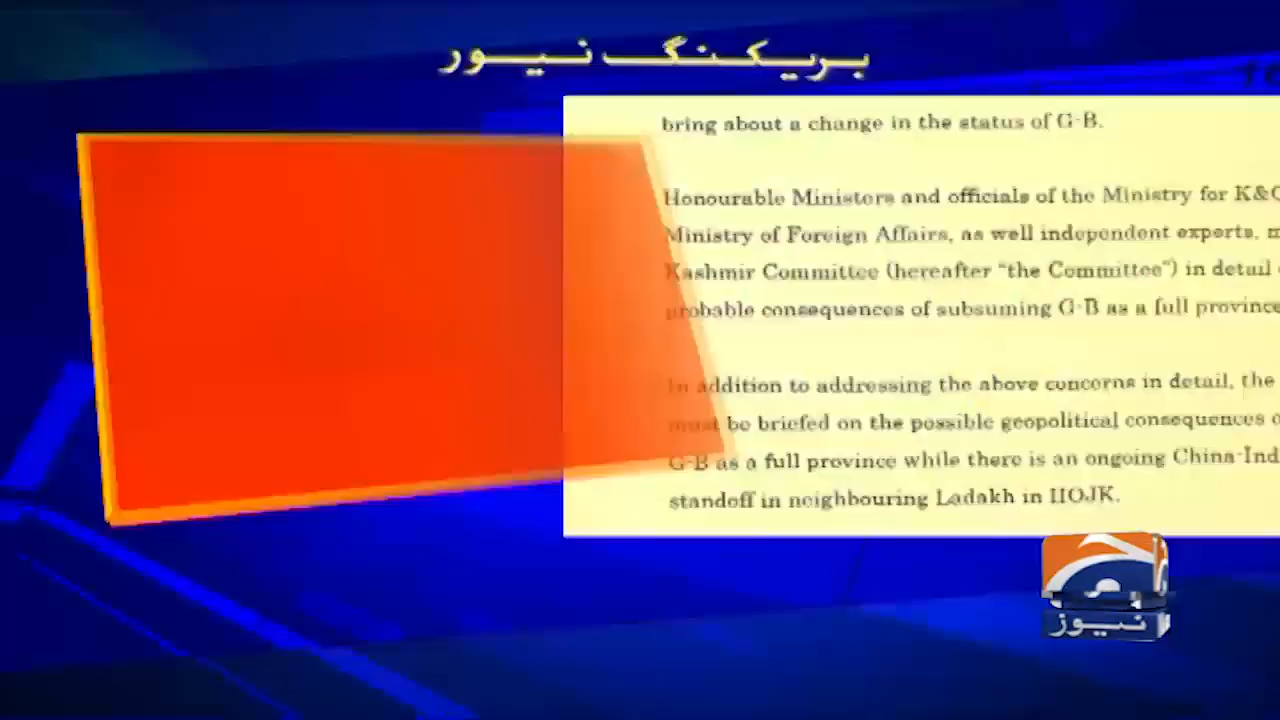 بریکنگ نیوز
bring about a change in the status of G-B.
Honourable Ministers and officials of the Ministry for K&G
Ministry of Foreign Affairs, as well independent experts,
Kashmir Committee (hereafter “the Committee”) in detail
probable consequences of subsuming G-B as a full province
In addition to addressing the above concerns in detail, the
must be briefed on the possible geopolitical consequences
G-B as a full province while there is an ongoing China-Ind
standoff in neighbouring Ladakh in IIOJK.
جیو
نیوز